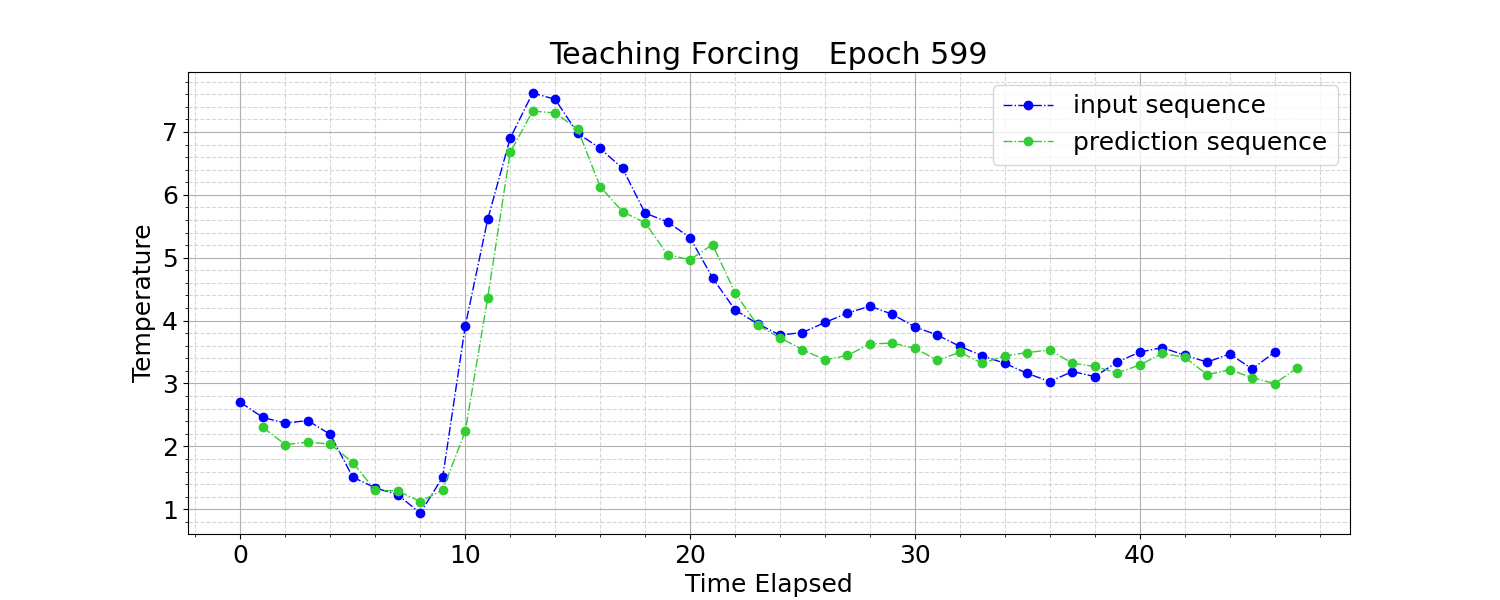 Teaching Forcing   Epoch 599
input sequence
prediction sequence
Temperature
7
6
5
4
3
2
1
0 10 20 30 40
Time Elapsed